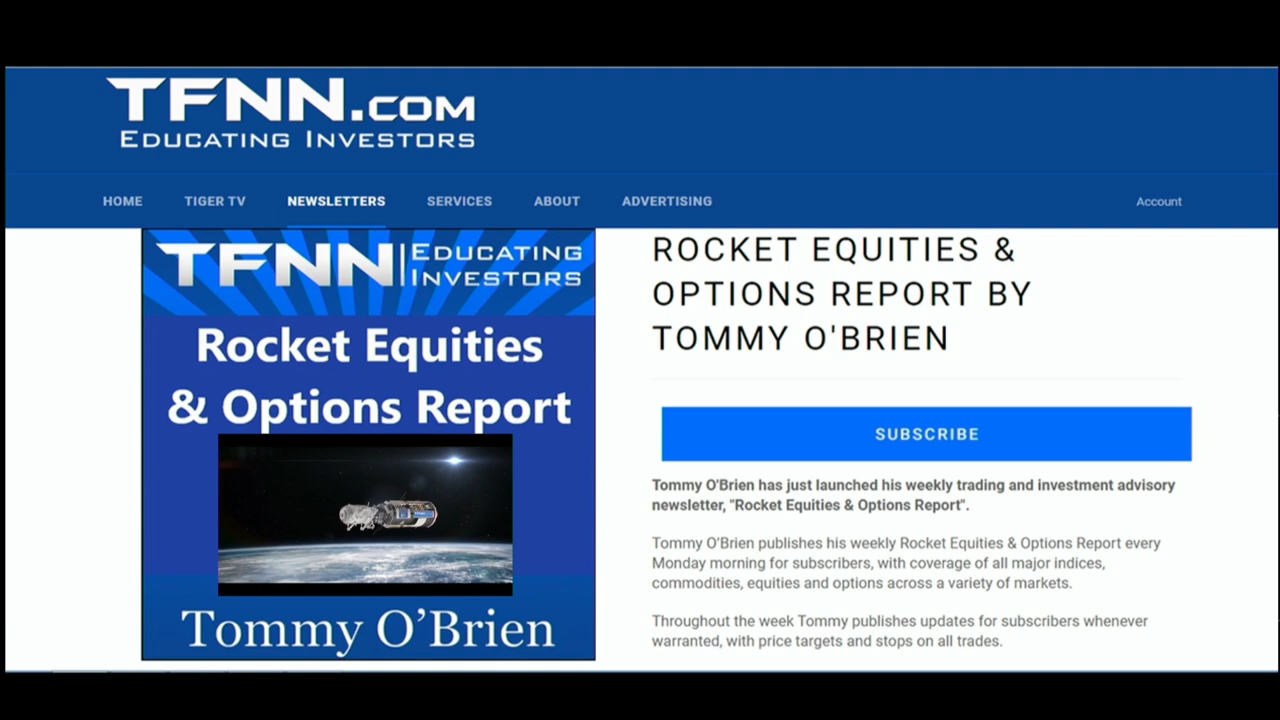 TFNN.COM
EDUCATING INVESTORS
HOME TIGER TV NEWSLETTERS SERVICES ABOUT ADVERTISING Account
TFNN EDUCATING
INVESTORS
Rocket Equities
& Options Report
Tommy O’Brien
ROCKET EQUITIES &
OPTIONS REPORT BY
TOMMY O'BRIEN
SUBSCRIBE
Tommy O'Brien has just launched his weekly trading and investment advisory
newsletter, "Rocket Equities & Options Report".
Tommy O'Brien publishes his weekly Rocket Equities & Options Report every
Monday morning for subscribers, with coverage of all major indices,
commodities, equities and options across a variety of markets.
Throughout the week Tommy publishes updates for subscribers whenever
warranted, with price targets and stops on all trades.